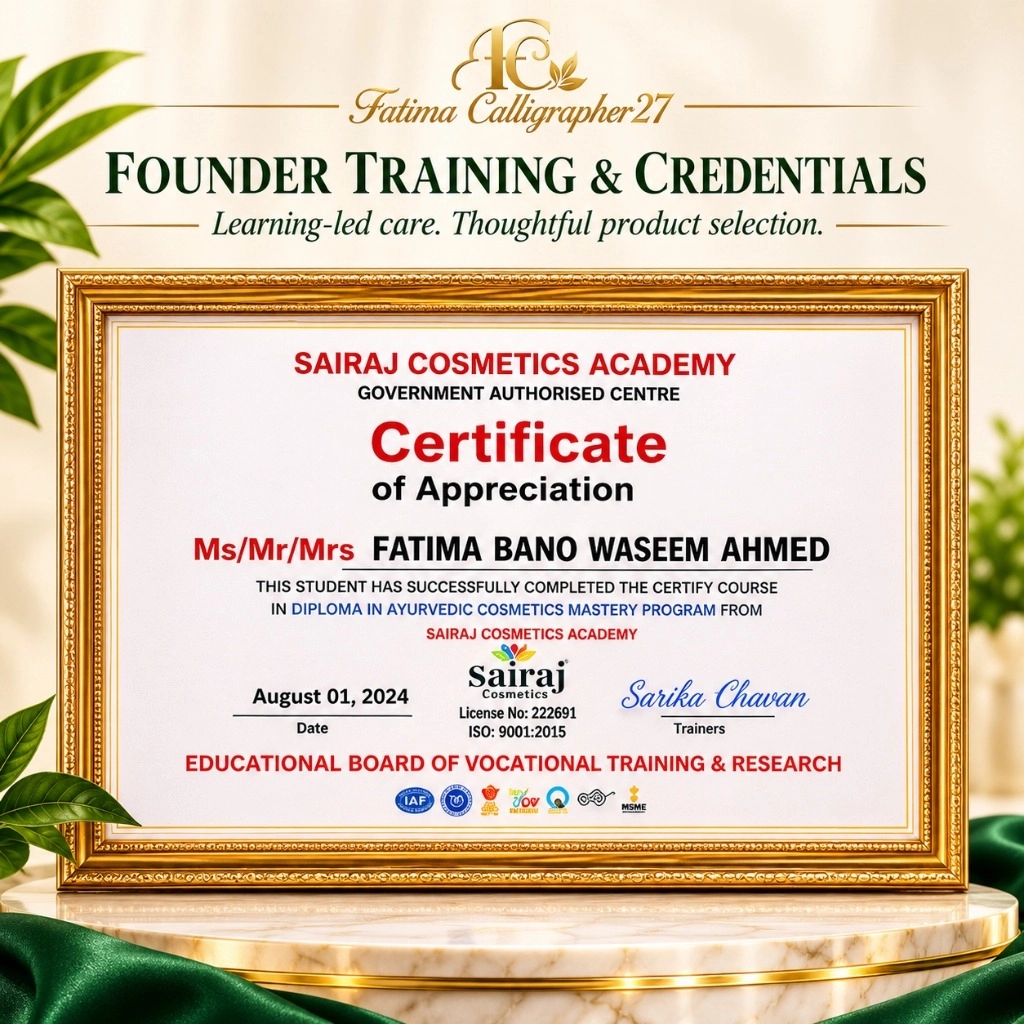 FC
Fatima Calligrapher27
FOUNDER TRAINING & CREDENTIALS
Learning-led care. Thoughtful product selection.
SAIRAJ COSMETICS ACADEMY
GOVERNMENT AUTHORISED CENTRE
Certificate
of Appreciation
Ms/Mr/Mrs FATIMA BANO WASEEM AHMED
THIS STUDENT HAS SUCCESSFULLY COMPLETED THE CERTIFY COURSE
IN DIPLOMA IN AYURVEDIC COSMETICS MASTERY PROGRAM FROM
SAIRAJ COSMETICS ACADEMY
Sairaj
Cosmetics
License No: 222691
ISO: 9001:2015
August 01, 2024
Date
Sarika Chavan
Trainers
EDUCATIONAL BOARD OF VOCATIONAL TRAINING & RESEARCH
IAF
MSME